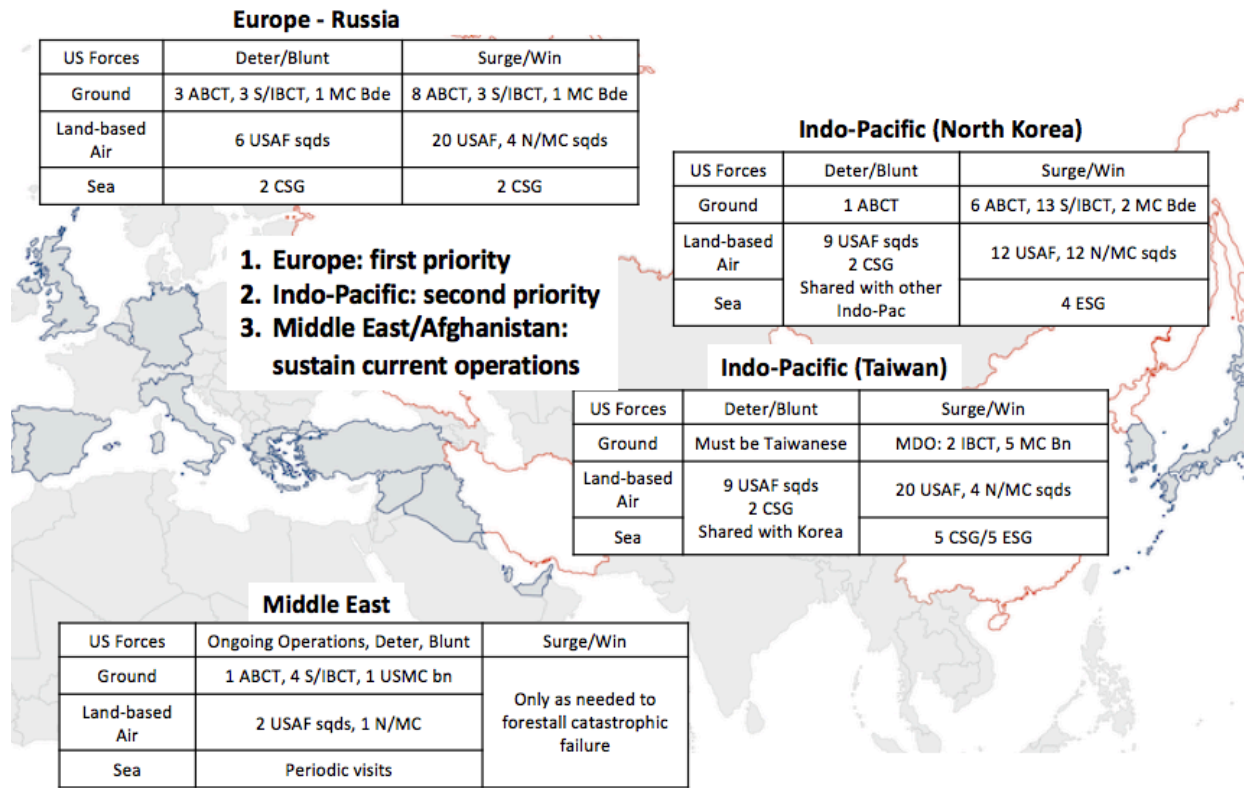 Europe - Russia
US Forces Deter/Blunt Surge/Win
Ground 3 ABCT, 3 S/IBCT, 1 MC Bde 8 ABCT, 3 S/IBCT, 1 MC Bde
Land-based
Air 6 USAF sqds 20 USAF, 4 N/MC sqds
Sea 2 CSG 2 CSG
Indo-Pacific (North Korea)
US Forces Deter/Blunt Surge/Win
Ground 1 ABCT 6 ABCT, 13 S/IBCT, 2 MC Bde
Land-based
Air
Sea
9 USAF sqds
2 CSG
Shared with other
Indo-Pac
12 USAF, 12 N/MC sqds
4 ESG
1. Europe: first priority
2. Indo-Pacific: second priority
3. Middle East/Afghanistan:
sustain current operations
Indo-Pacific (Taiwan)
US Forces Deter/Blunt Surge/Win
Ground Must be Taiwanese MDO: 2 IBCT, 5 MC Bn
Land-based
Air
Sea
9 USAF sqds
2 CSG
Shared with Korea
20 USAF, 4 N/MC sqds
5 CSG/5 ESG
Middle East
US Forces Ongoing Operations, Deter, Blunt Surge/Win
Ground 1 ABCT, 4 S/IBCT, 1 USMC bn
Land-based
Air 2 USAF sqds, 1 N/MC
Sea Periodic visits
Only as needed to
forestall catastrophic
failure